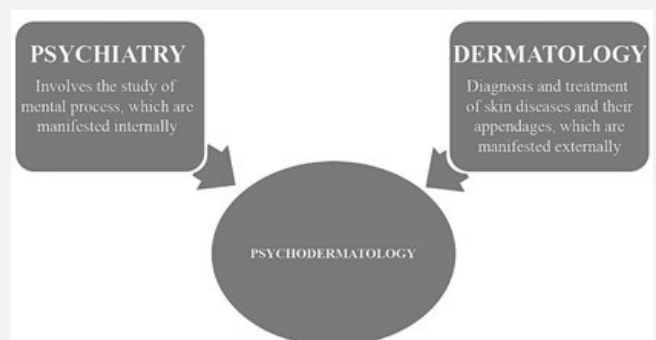 PSYCHIATRY
Involves the study of
mental process, which are
manifested internally
DERMATOLOGY
Diagnosis and treatment
of skin diseases and their
appendages, which are
manifested externally
PSYCHODERMATOLOGY